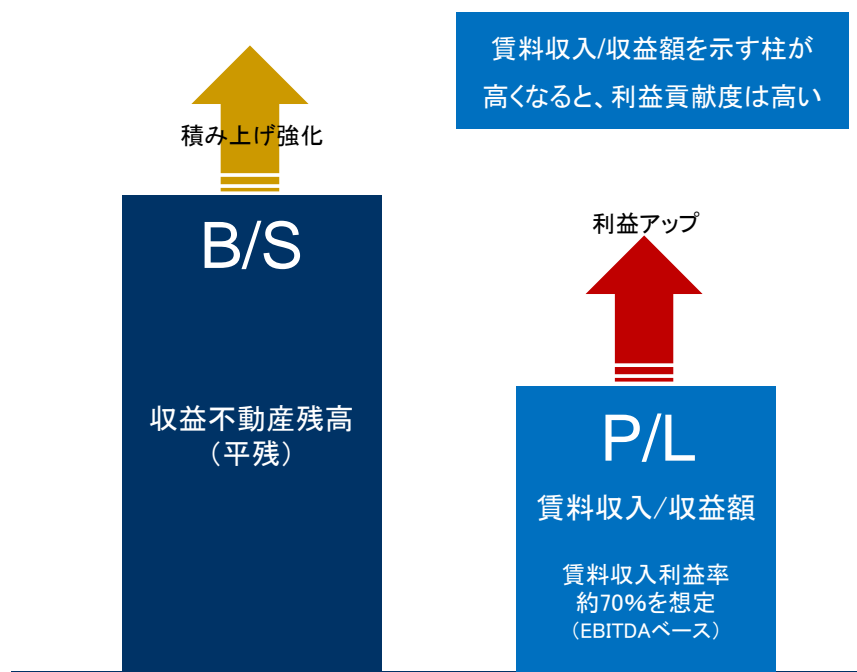 賃料収入/収益額を示す柱が
高くなると、利益貢献度は高い
積み上げ強化
B/S
収益不動産残高
（平残）
利益アップ
P/L
賃料収入/収益額
賃料収入利益率
約70%を想定
（EBITDAベース）